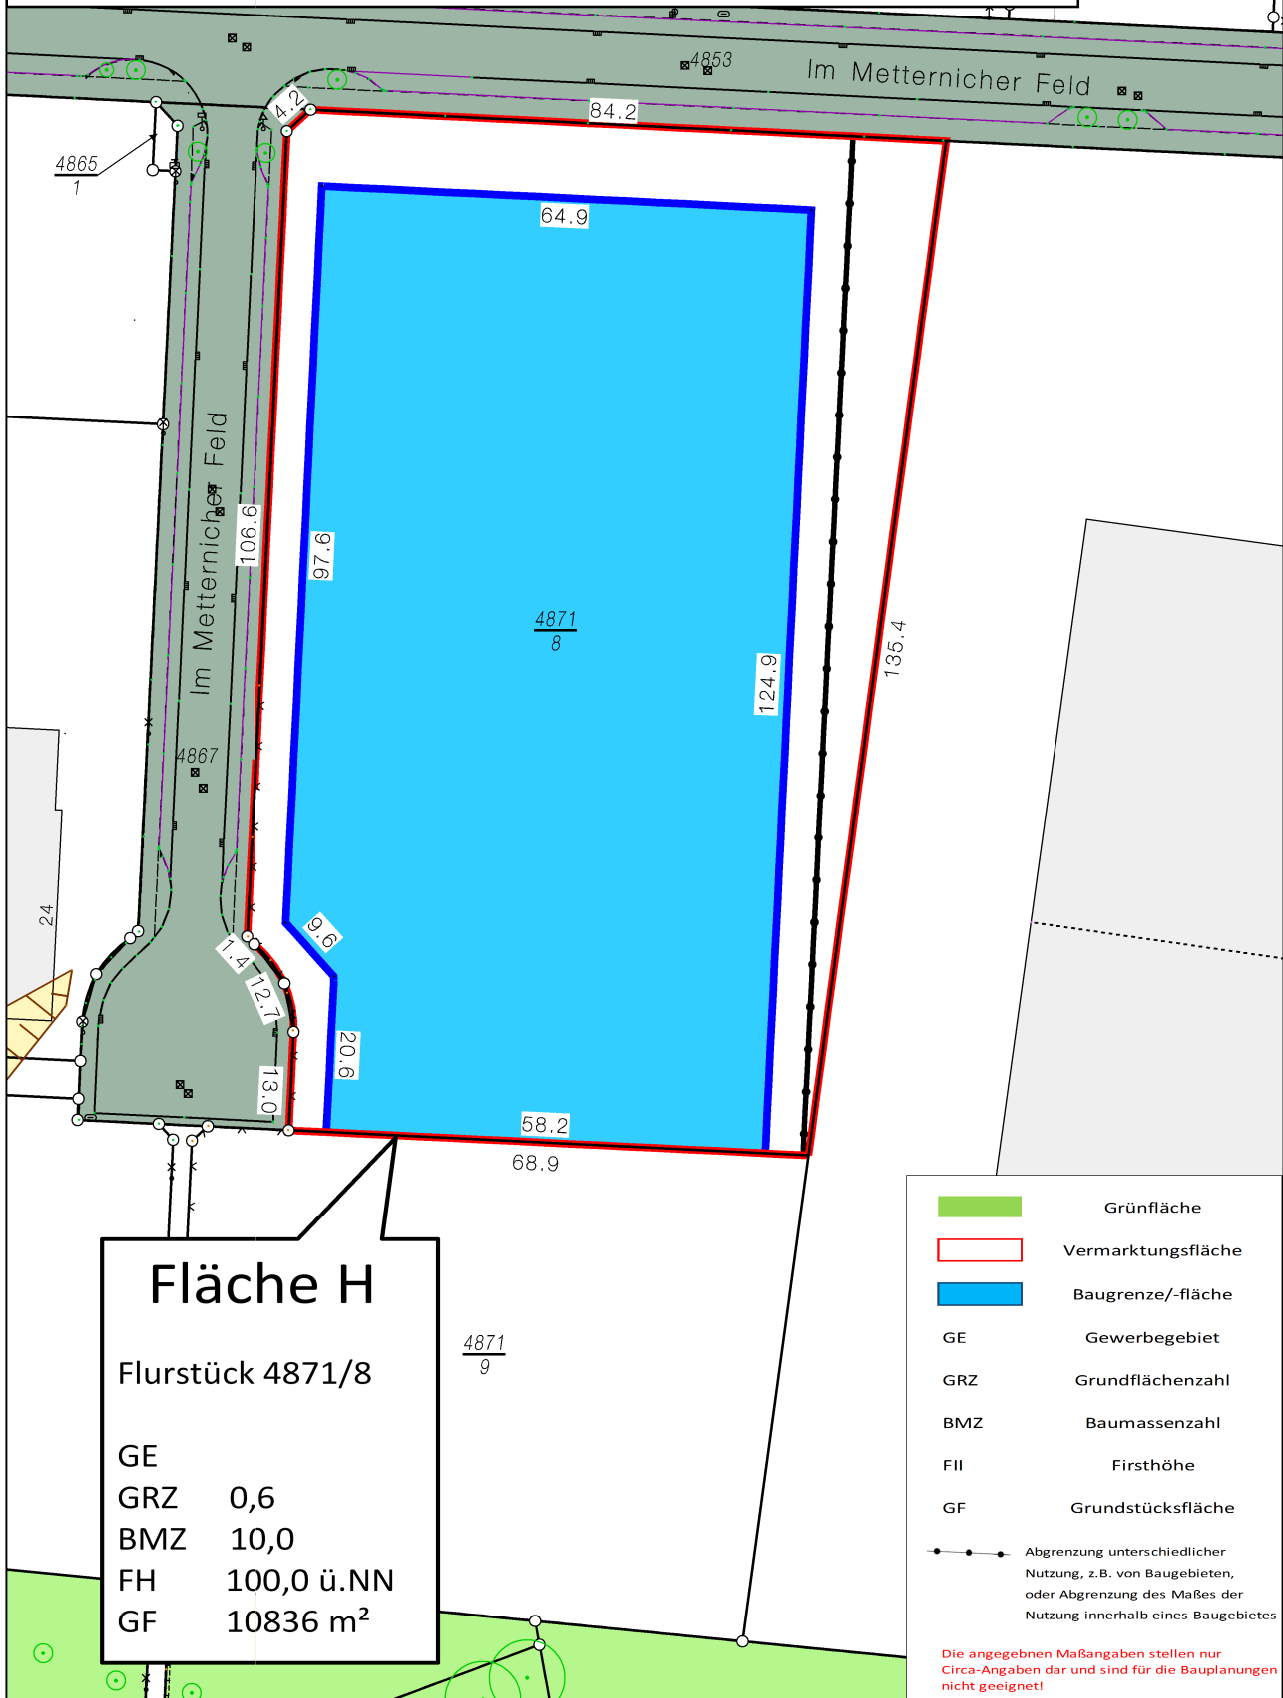 4853
Im Metternicher Feld
4.2
84.2
4865
1
64.9
Im Metternicher Feld
106.6
97.6
4871
8
135.4
124.9
4867
24
9.6
1.4
12.7
20.6
13.0
58.2
68.9
Fläche H
Flurstück 4871/8
GE
GRZ 0,6
BMZ 10,0
FH 100,0 ü.NN
GF 10836 m²
4871
9
Grünfläche
Vermarktungsfläche
Baugrenze/-fläche
GE Gewerbegebiet
GRZ Grundflächenzahl
BMZ Baumassenzahl
FII Firsthöhe
GF Grundstücksfläche
Abgrenzung unterschiedlicher
Nutzung, z.B. von Baugebieten,
oder Abgrenzung des Maßes der
Nutzung innerhalb eines Baugebietes
Die angegebnen Maßangaben stellen nur
Circa-Angaben dar und sind für die Bauplanungen
nicht geeignet!